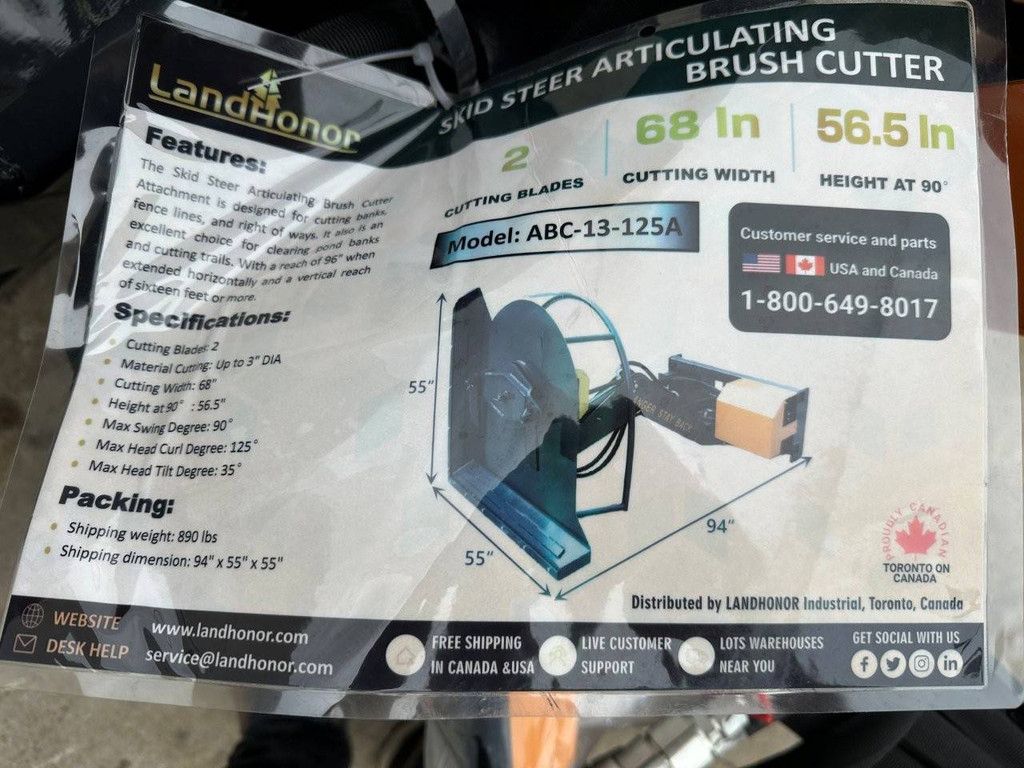 LandHonor
SKID STEER ARTICULATING
BRUSH CUTTER
2
CUTTING BLADES
68 In
CUTTING WIDTH
56.5 In
HEIGHT AT 90°
Features:
The Skid Steer Articulating Brush Cutter
Attachment is designed for cutting banks,
fence lines, and right of ways. It also is an
excellent choice for clearing pond banks
and cutting trails. With a reach of 96" when
extended horizontally and a vertical reach
of sixteen feet or more.
Specifications:
Cutting Blades: 2
Material Cutting: Up to 3" DIA
Cutting Width: 68"
Height at 90° : 56.5"
Max Swing Degree: 90°
Max Head Curl Degree: 125°
Max Head Tilt Degree: 35°
Packing:
Shipping weight: 890 lbs
Shipping dimension: 94" x 55" x 55"
Model: ABC-13-125A
Customer service and parts
USA and Canada
1-800-649-8017
55"
55"
94"
STAY BACK
PROUDLY CANADIAN
TORONTO ON
CANADA
Distributed by LANDHONOR Industrial, Toronto, Canada
WEBSITE www.landhonor.com
DESK HELP service@landhonor.com
FREE SHIPPING
IN CANADA &USA
LIVE CUSTOMER
SUPPORT
LOTS WAREHOUSES
NEAR YOU
GET SOCIAL WITH US